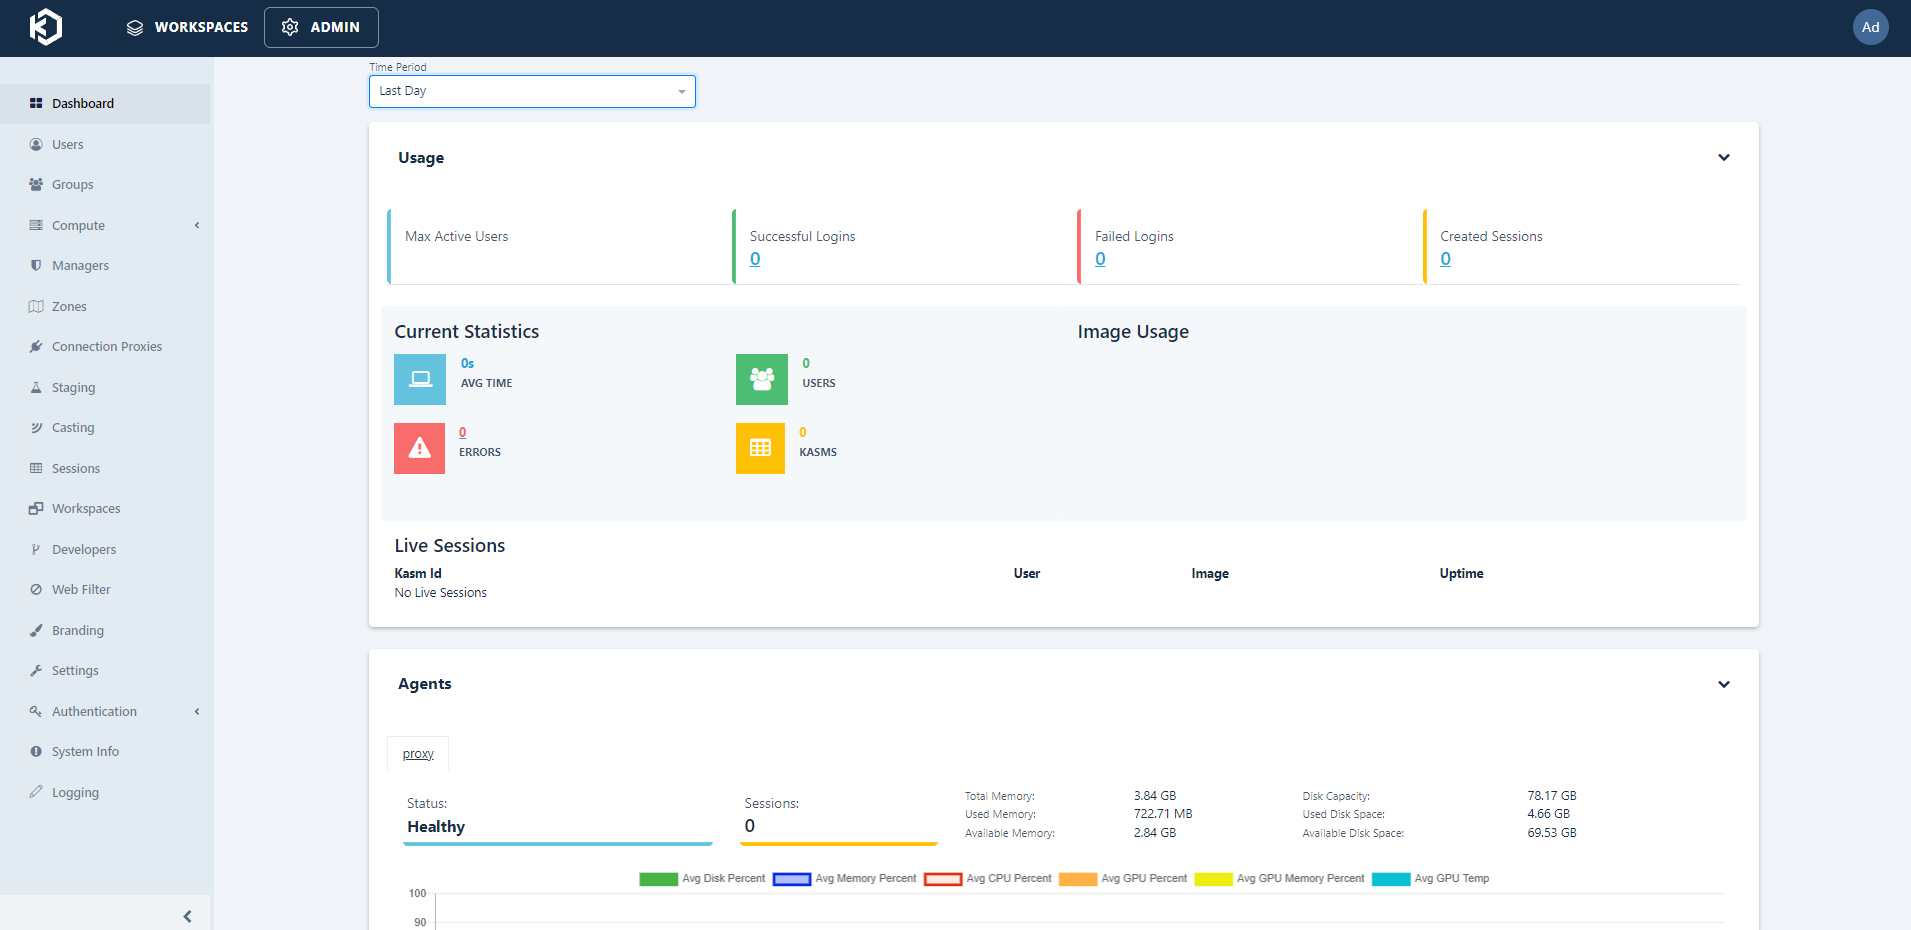 WORKSPACES
ADMIN
Ad
Dashboard
Users
Groups
Compute
Managers
Zones
Connection Proxies
Staging
Casting
Sessions
Workspaces
Developers
Web Filter
Branding
Settings
Authentication
System Info
Logging
Time Period
Last Day
Usage
Max Active Users
Successful Logins
0
Failed Logins
0
Created Sessions
0
Current Statistics
0s
AVG TIME
0
USERS
0
ERRORS
0
KASMS
Image Usage
Live Sessions
Kasm Id User Image Uptime
No Live Sessions
Agents
proxy
Status:
Healthy
Sessions:
0
Total Memory: 3.84 GB
Used Memory: 722.71 MB
Available Memory: 2.84 GB
Disk Capacity: 78.17 GB
Used Disk Space: 4.66 GB
Available Disk Space: 69.53 GB
Avg Disk Percent Avg Memory Percent Avg CPU Percent Avg GPU Percent Avg GPU Memory Percent Avg GPU Temp
100
90